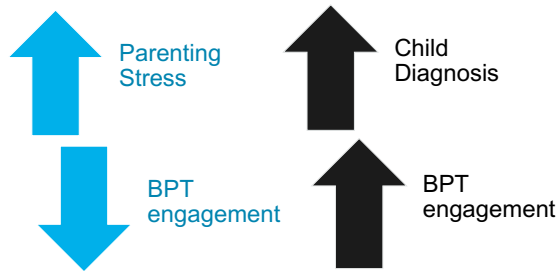 Parenting
Stress
Child
Diagnosis
BPT
engagement
BPT
engagement